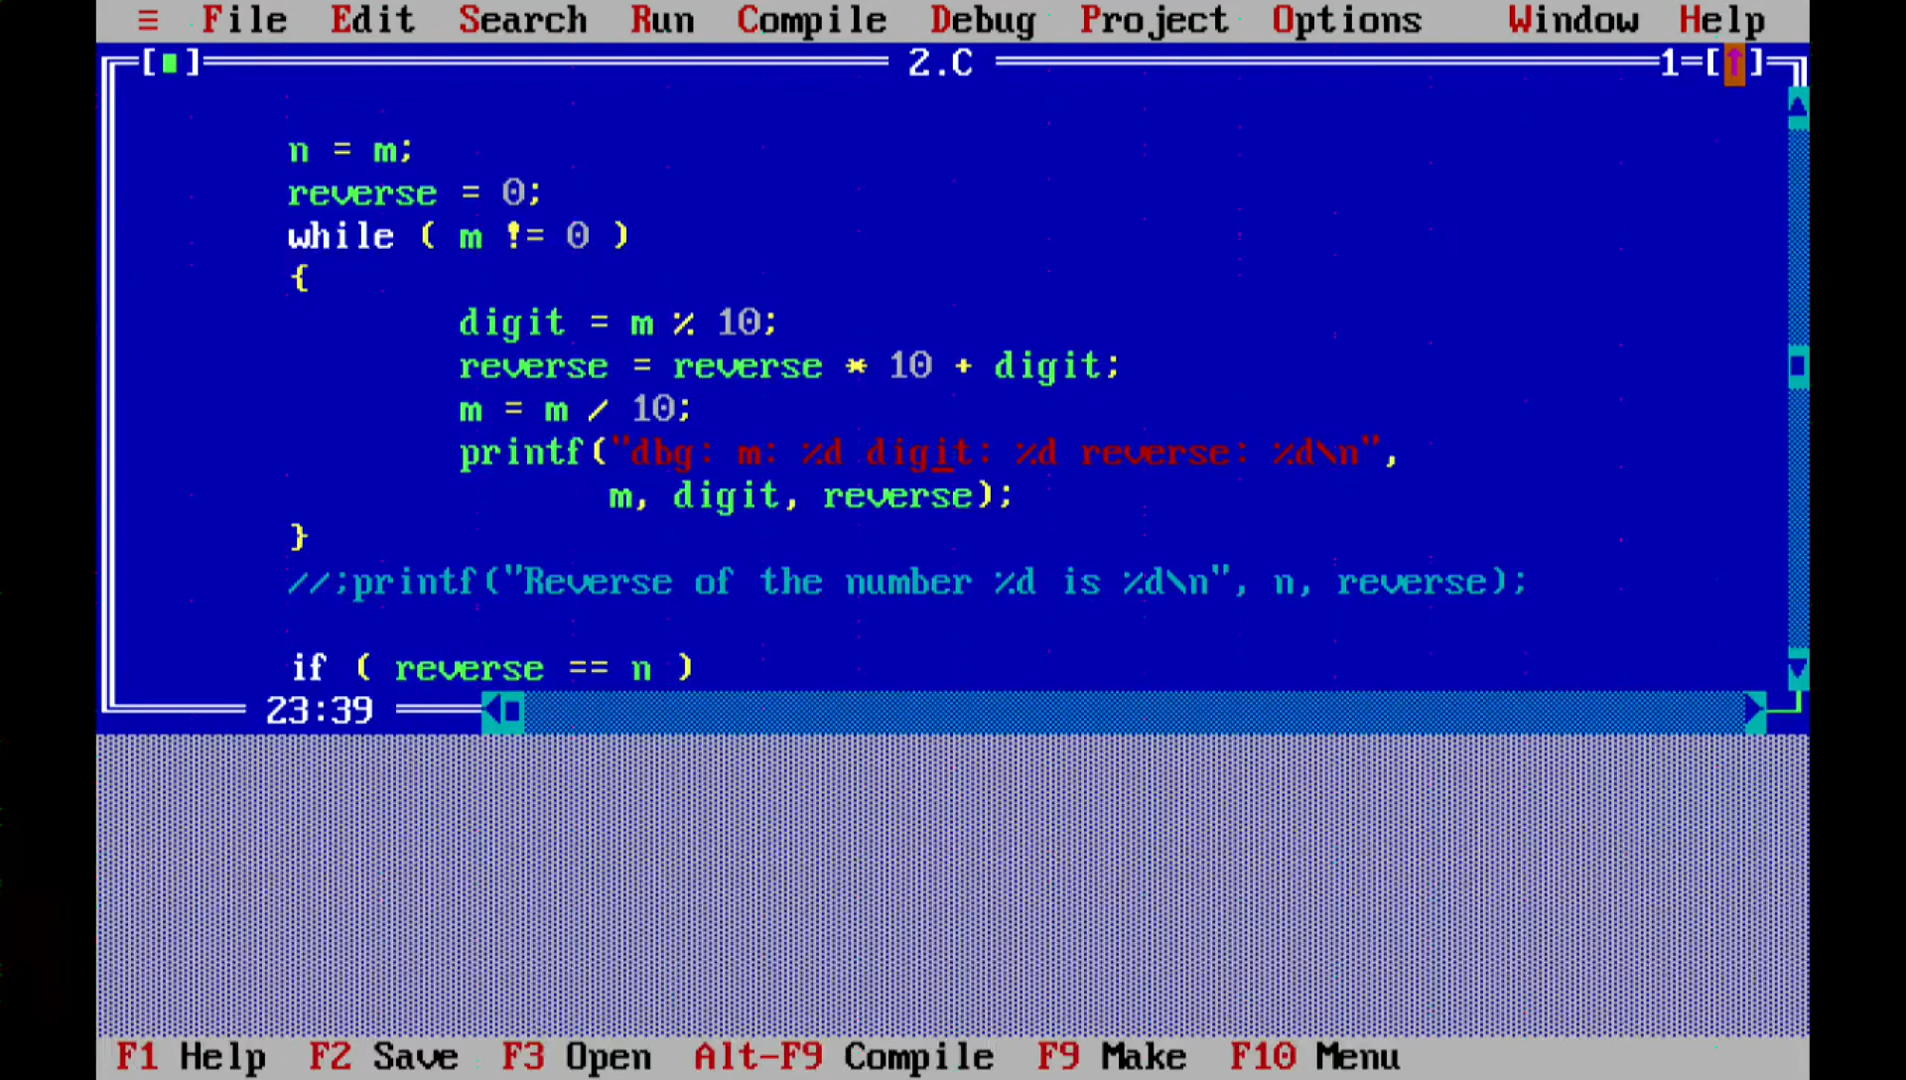 ≡ File Edit Search Run Compile Debug Project Options Window Help
[■] 2.C 1=[↑]
n = m;
reverse = 0;
while ( m != 0 )
{
digit = m % 10;
reverse = reverse * 10 + digit;
m = m / 10;
printf("dbg: m: %d digit: %d reverse: %d\n",
m, digit, reverse);
}
//;printf("Reverse of the number %d is %d\n", n, reverse);
if ( reverse == n )
23:39
F1 Help F2 Save F3 Open Alt-F9 Compile F9 Make F10 Menu